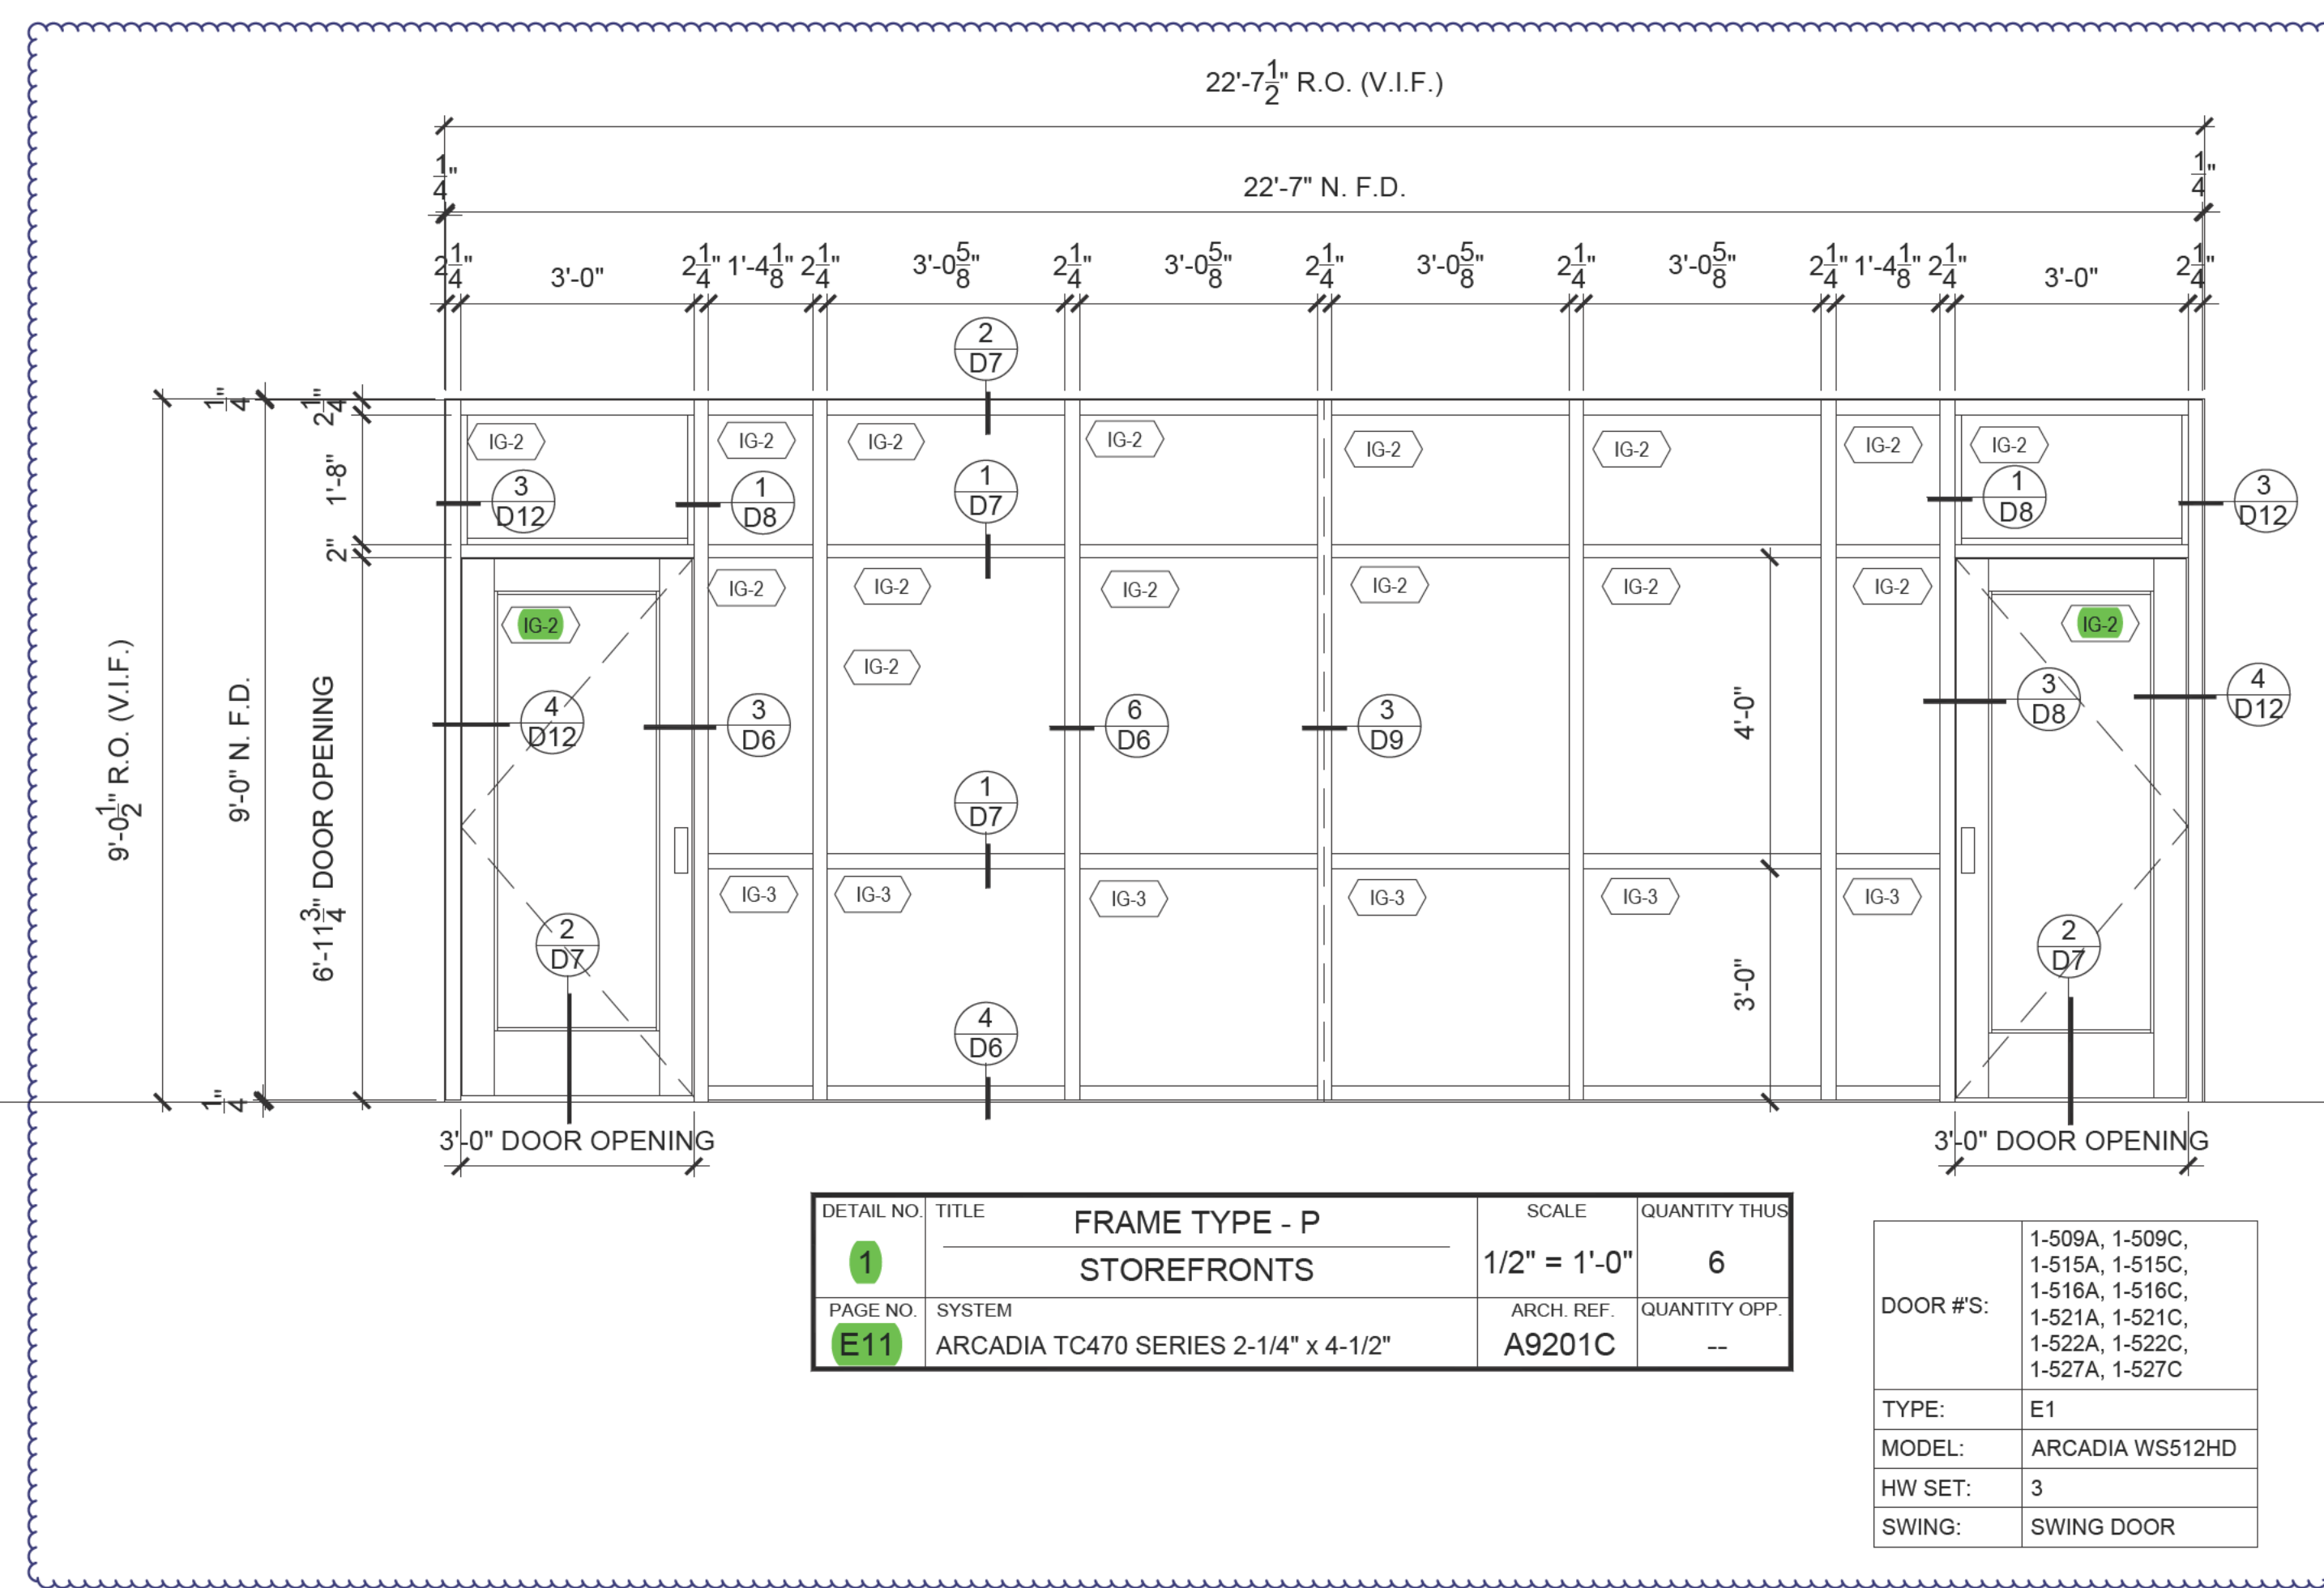 22'-7 1/2" R.O. (V.I.F.)
1/4" 22'-7" N. F.D. 1/4"
2 1/4" 3'-0" 2 1/4" 1'-4 1/8" 2 1/4" 3'-0 5/8" 2 1/4" 3'-0 5/8" 2 1/4" 3'-0 5/8" 2 1/4" 3'-0 5/8" 2 1/4" 1'-4 1/8" 2 1/4" 3'-0" 2 1/4"
2
D7
1/4" 2 1/4"
IG-2 IG-2 IG-2 IG-2 IG-2 IG-2 IG-2 IG-2
1'-8"
3 1 1 1 3
D12 D8 D7 D8 D12
2"
IG-2 IG-2 IG-2 IG-2 IG-2 IG-2
IG-2 IG-2
IG-2
4 3 6 3 3 4
D12 D6 D6 D9 D8 D12
4'-0"
9'-0 1/2" R.O. (V.I.F.)
9'-0" N. F.D.
6'-11 3/4" DOOR OPENING
1
D7
IG-3 IG-3 IG-3 IG-3 IG-3 IG-3
2 2
D7 D7
3'-0"
4
D6
1/4"
3'-0" DOOR OPENING 3'-0" DOOR OPENING
DETAIL NO. TITLE FRAME TYPE - P SCALE QUANTITY THUS
1 STOREFRONTS 1/2" = 1'-0" 6
PAGE NO. SYSTEM ARCH. REF. QUANTITY OPP.
E11 ARCADIA TC470 SERIES 2-1/4" x 4-1/2" A9201C --
DOOR #'S:
1-509A, 1-509C,
1-515A, 1-515C,
1-516A, 1-516C,
1-521A, 1-521C,
1-522A, 1-522C,
1-527A, 1-527C
TYPE: E1
MODEL: ARCADIA WS512HD
HW SET: 3
SWING: SWING DOOR